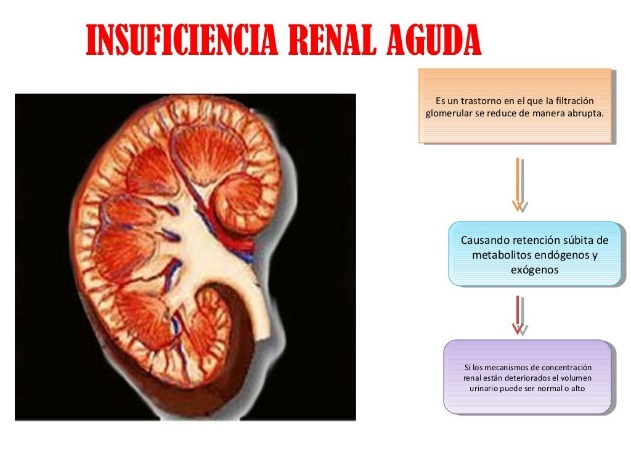 INSUFICIENCIA RENAL AGUDA
Es un trastorno en el que la filtración
glomerular se reduce de manera abrupta.
Causando retención súbita de
metabolitos endógenos y
exógenos
Si los mecanismos de concentración
renal están deteriorados el volumen
urinario puede ser normal o alto